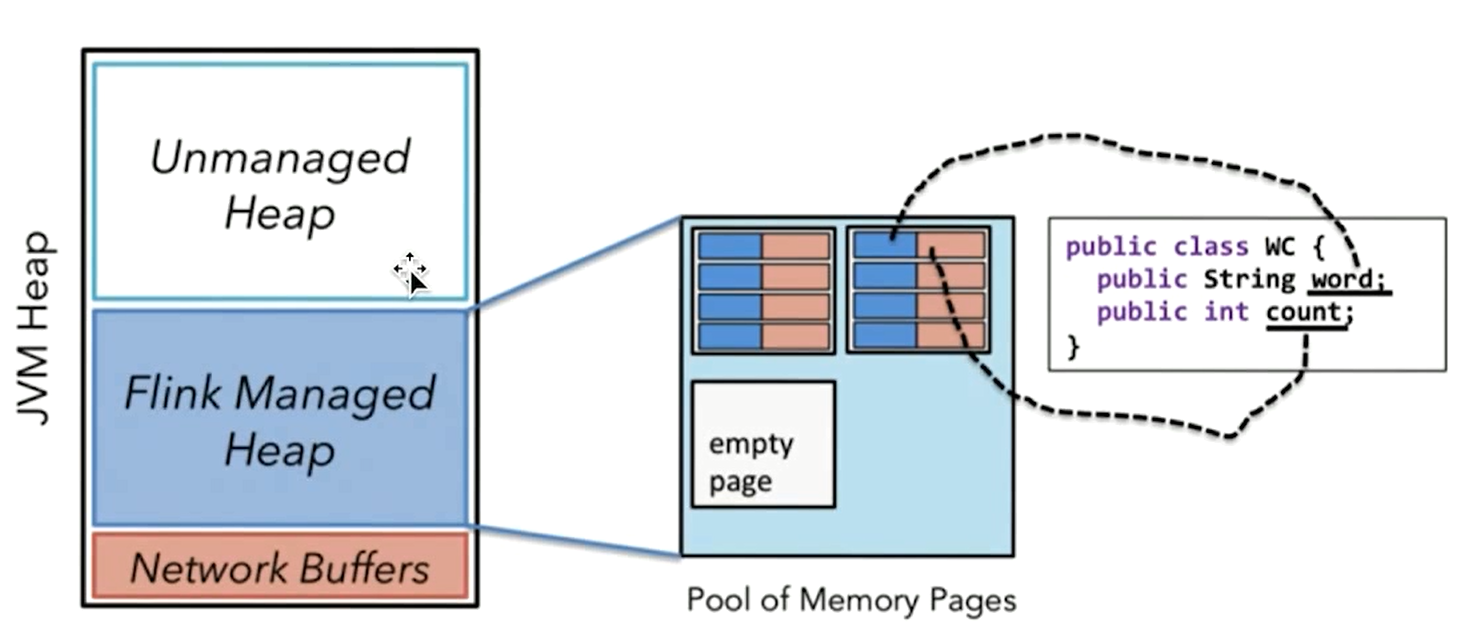 JVM Heap
Unmanaged
Heap
Flink Managed
Heap
Network Buffers
empty
page
Pool of Memory Pages
public class WC {
public String word;
public int count;
}